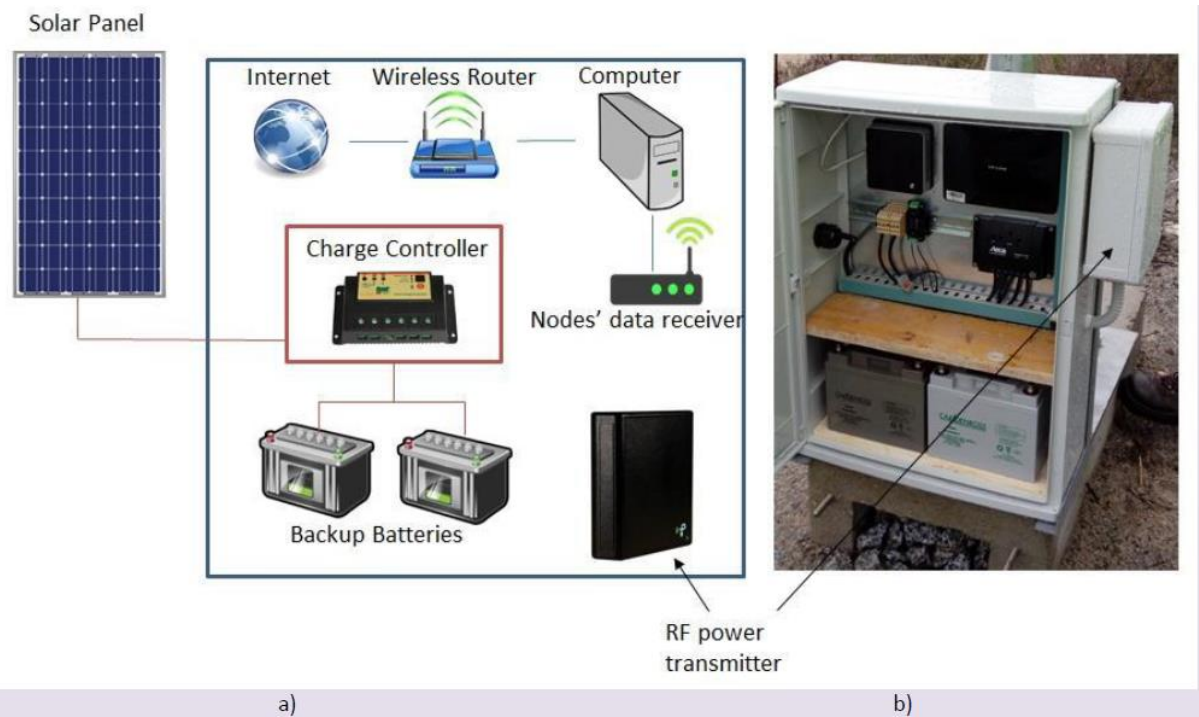 Solar Panel
Internet
Wireless Router
Computer
Charge Controller
Nodes' data receiver
Backup Batteries
RF power
transmitter
a)
b)